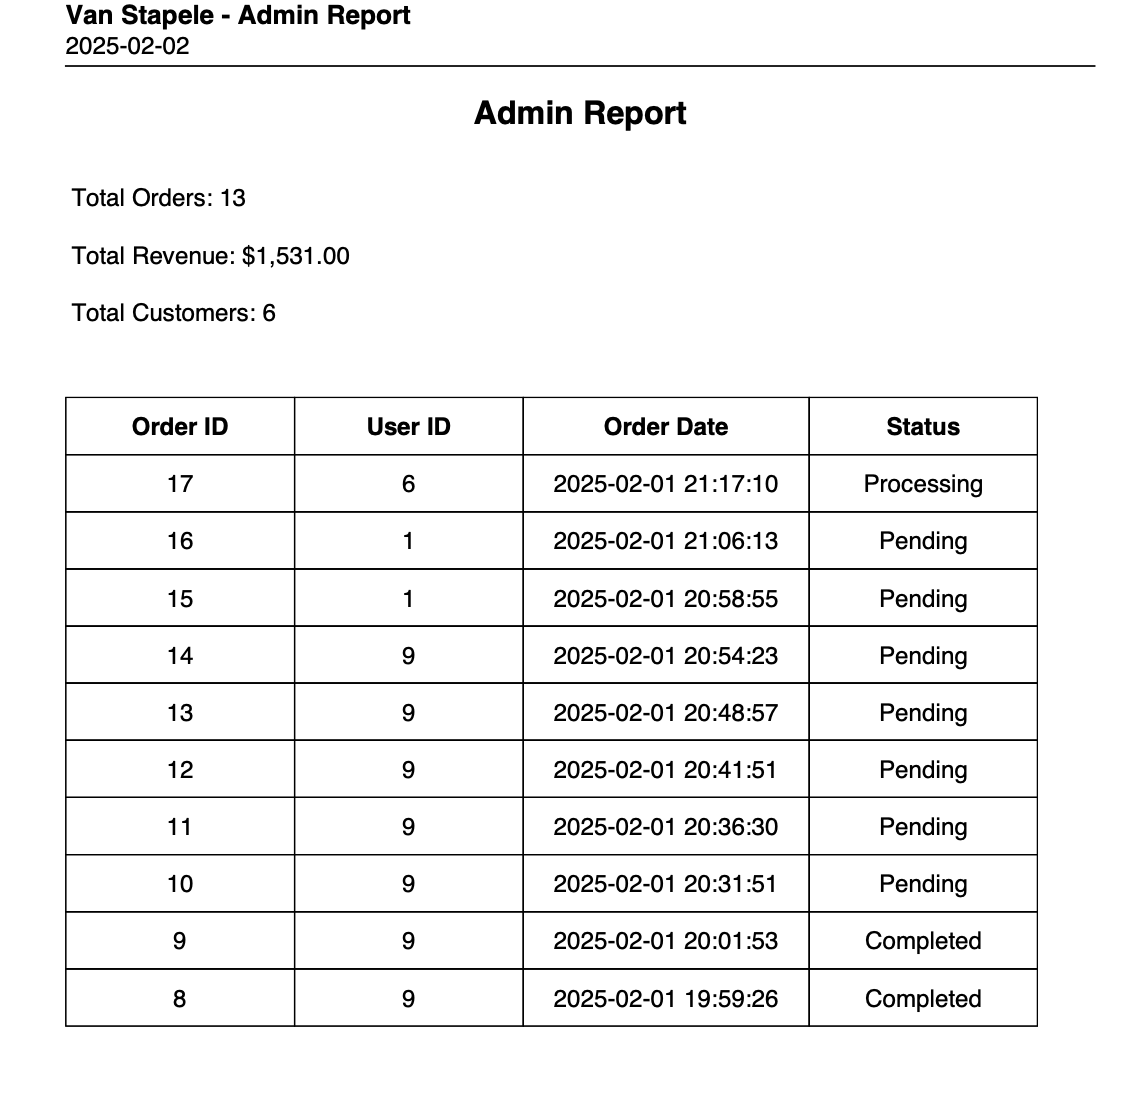 Van Stapele - Admin Report
2025-02-02
Admin Report
Total Orders: 13
Total Revenue: $1,531.00
Total Customers: 6
Order ID User ID Order Date Status
17 6 2025-02-01 21:17:10 Processing
16 1 2025-02-01 21:06:13 Pending
15 1 2025-02-01 20:58:55 Pending
14 9 2025-02-01 20:54:23 Pending
13 9 2025-02-01 20:48:57 Pending
12 9 2025-02-01 20:41:51 Pending
11 9 2025-02-01 20:36:30 Pending
10 9 2025-02-01 20:31:51 Pending
9 9 2025-02-01 20:01:53 Completed
8 9 2025-02-01 19:59:26 Completed